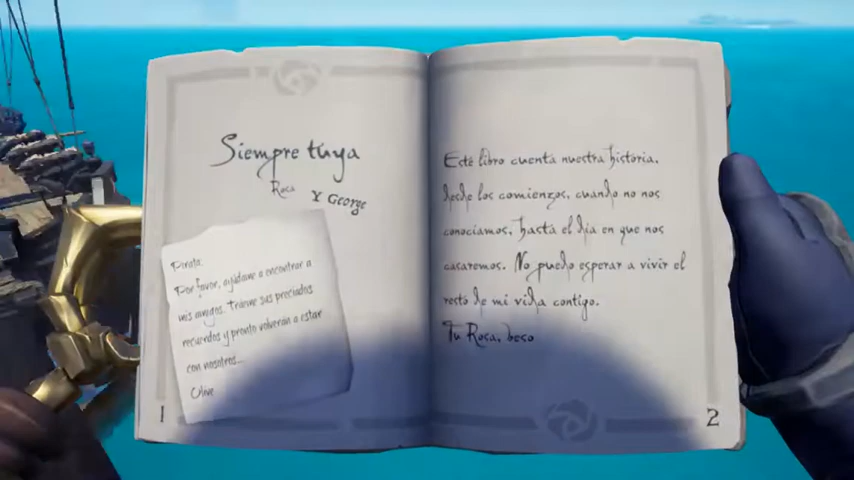 Siempre tuya
Rosa
Y George
Pirata:
Por favor, ayúdame a encontrar a
mis amigos. Tráeme sus preciados
recuerdos y pronto volverán a estar
con nosotros...
Olive
1
Este libro cuenta nuestra historia.
desde los comienzos, cuando no nos
conocíamos, hasta el día en que nos
casaremos. No puedo esperar a vivir el
resto de mi vida contigo.
Tu Rosa, beso
2